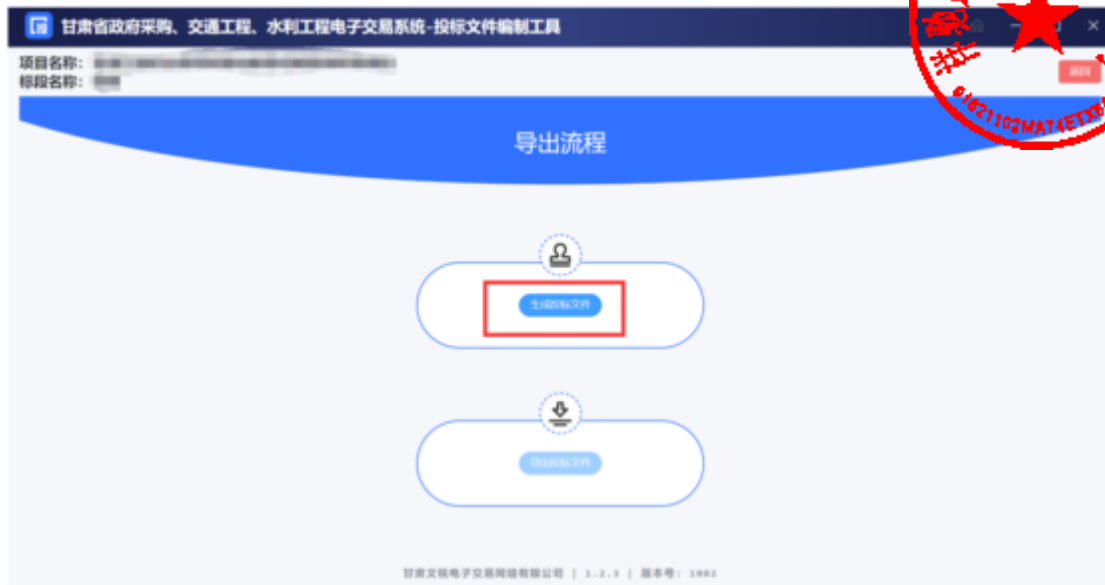 甘肃省政府采购、交通工程、水利工程电子交易系统-投标文件编制工具
项目名称：
标段名称：
返回
导出流程
生成投标文件
导出投标文件
甘肃文锐电子交易网络有限公司 | 1.2.3 | 版本号: 1002